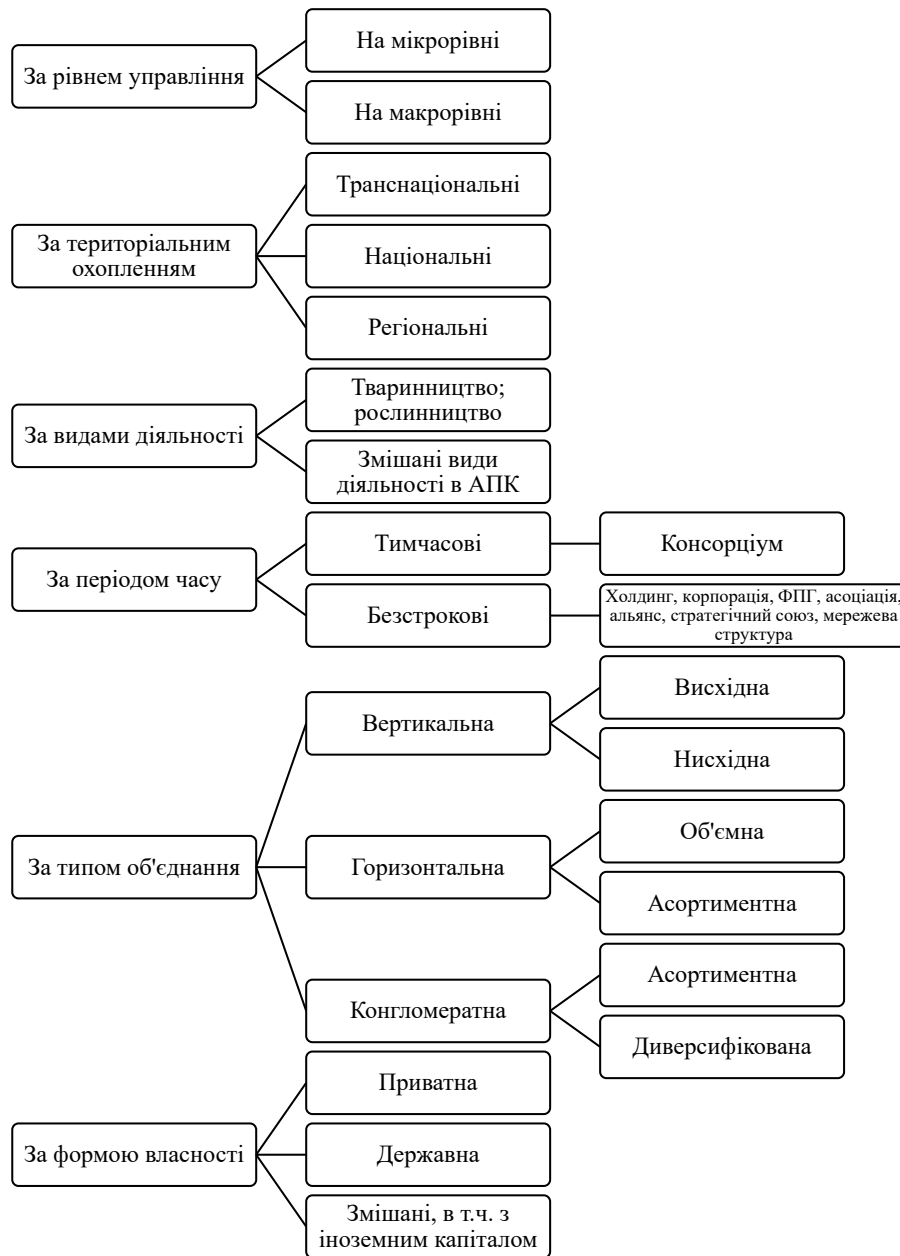 За рівнем управління
На мікрорівні
На макрорівні
За територіальним
охопленням
Транснаціональні
Національні
Регіональні
За видами діяльності
Тваринництво;
рослинництво
Змішані види
діяльності в АПК
За періодом часу
Тимчасові
Консорціум
Безстрокові
Холдинг, корпорація, ФПГ, асоціація,
альянс, стратегічний союз, мережева
структура
За типом об'єднання
Вертикальна
Висхідна
Нисхідна
Горизонтальна
Об'ємна
Асортиментна
Конгломератна
Асортиментна
Диверсифікована
За формою власності
Приватна
Державна
Змішані, в т.ч. з
іноземним капіталом